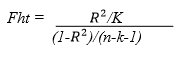 Fht = R²/K
(1-R²)/(n-k-1)